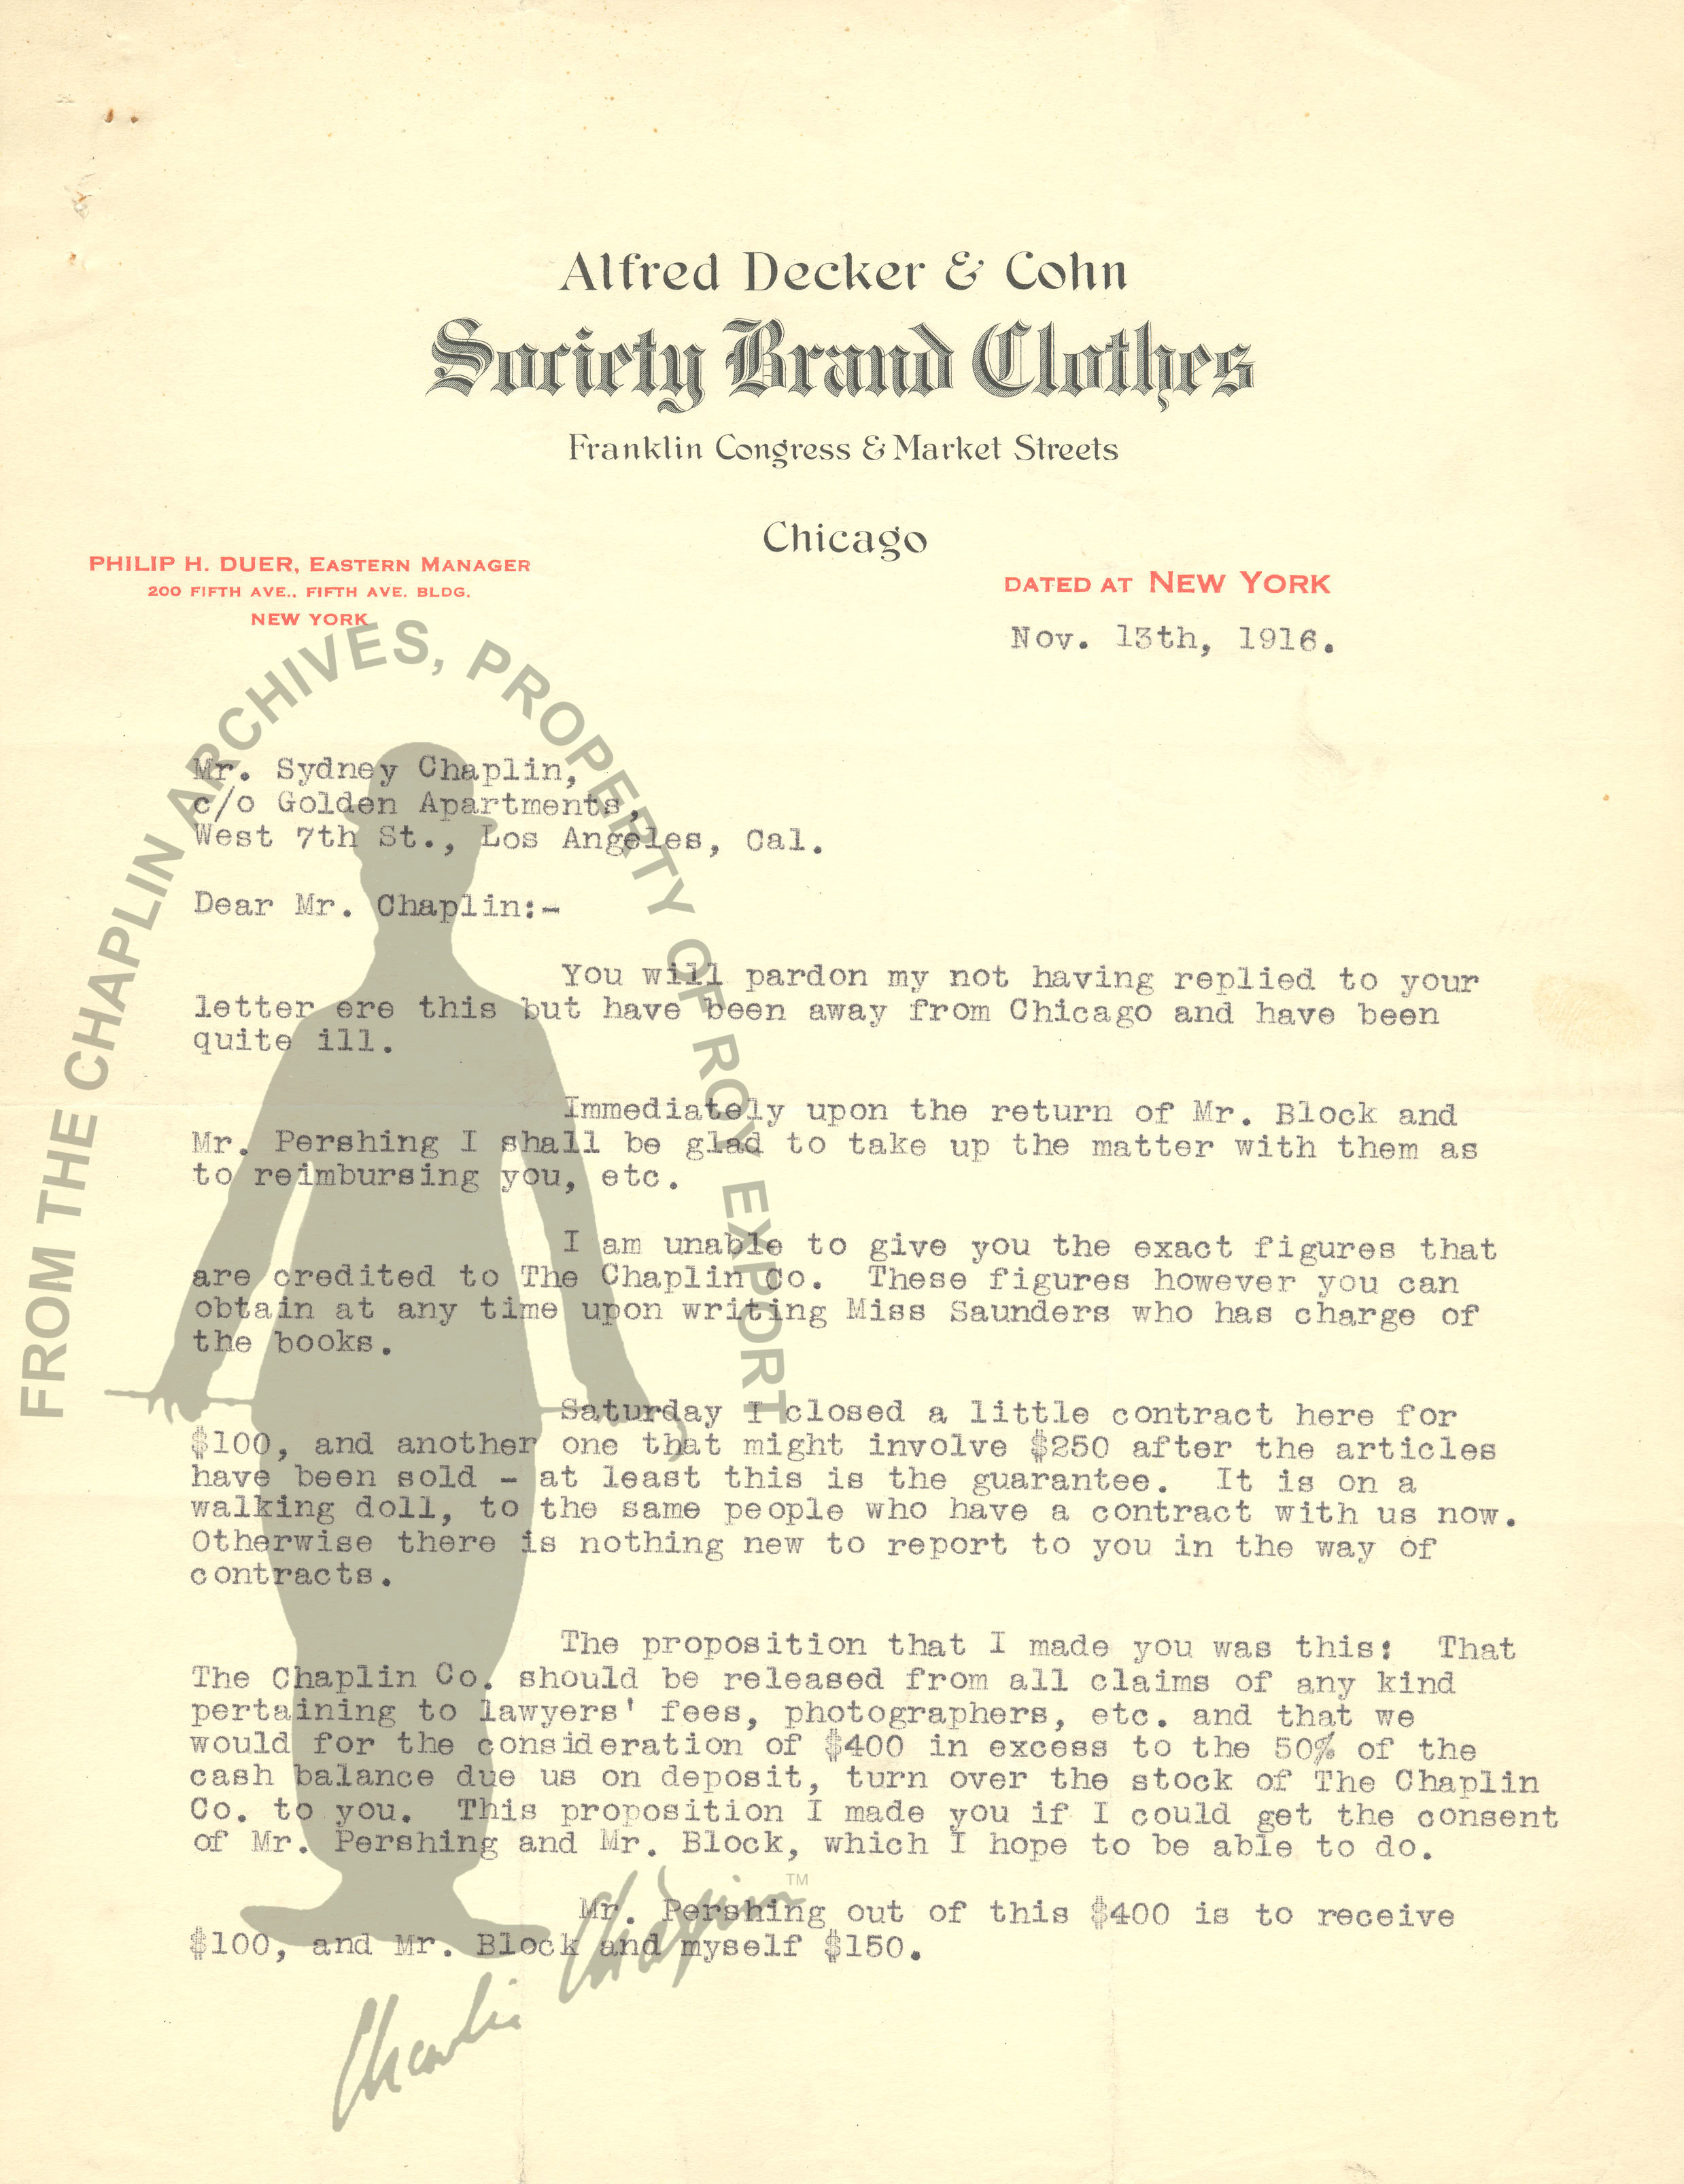 Alfred Decker & Cohn
Society Brand Clothes
Franklin Congress & Market Streets
Chicago
PHILIP H. DUER, EASTERN MANAGER
200 FIFTH AVE., FIFTH AVE. BLDG.
NEW YORK
DATED AT NEW YORK
Nov. 13th, 1916.
FROM THE CHAPLIN ARCHIVES, PROPERTY OF ROY EXPORT
Mr. Sydney Chaplin,
c/o Golden Apartments,
West 7th St., Los Angeles, Cal.
Dear Mr. Chaplin:-
You will pardon my not having replied to your
letter ere this but have been away from Chicago and have been
quite ill.
Immediately upon the return of Mr. Block and
Mr. Pershing I shall be glad to take up the matter with them as
to reimbursing you, etc.
I am unable to give you the exact figures that
are credited to The Chaplin Co. These figures however you can
obtain at any time upon writing Miss Saunders who has charge of
the books.
Saturday I closed a little contract here for
$100, and another one that might involve $250 after the articles
have been sold - at least this is the guarantee. It is on a
walking doll, to the same people who have a contract with us now.
Otherwise there is nothing new to report to you in the way of
contracts.
The proposition that I made you was this: That
The Chaplin Co. should be released from all claims of any kind
pertaining to lawyers' fees, photographers, etc. and that we
would for the consideration of $400 in excess to the 50% of the
cash balance due us on deposit, turn over the stock of The Chaplin
Co. to you. This proposition I made you if I could get the consent
of Mr. Pershing and Mr. Block, which I hope to be able to do.
Mr. Pershing out of this $400 is to receive
$100, and Mr. Block and myself $150.
Charlie Chaplin™